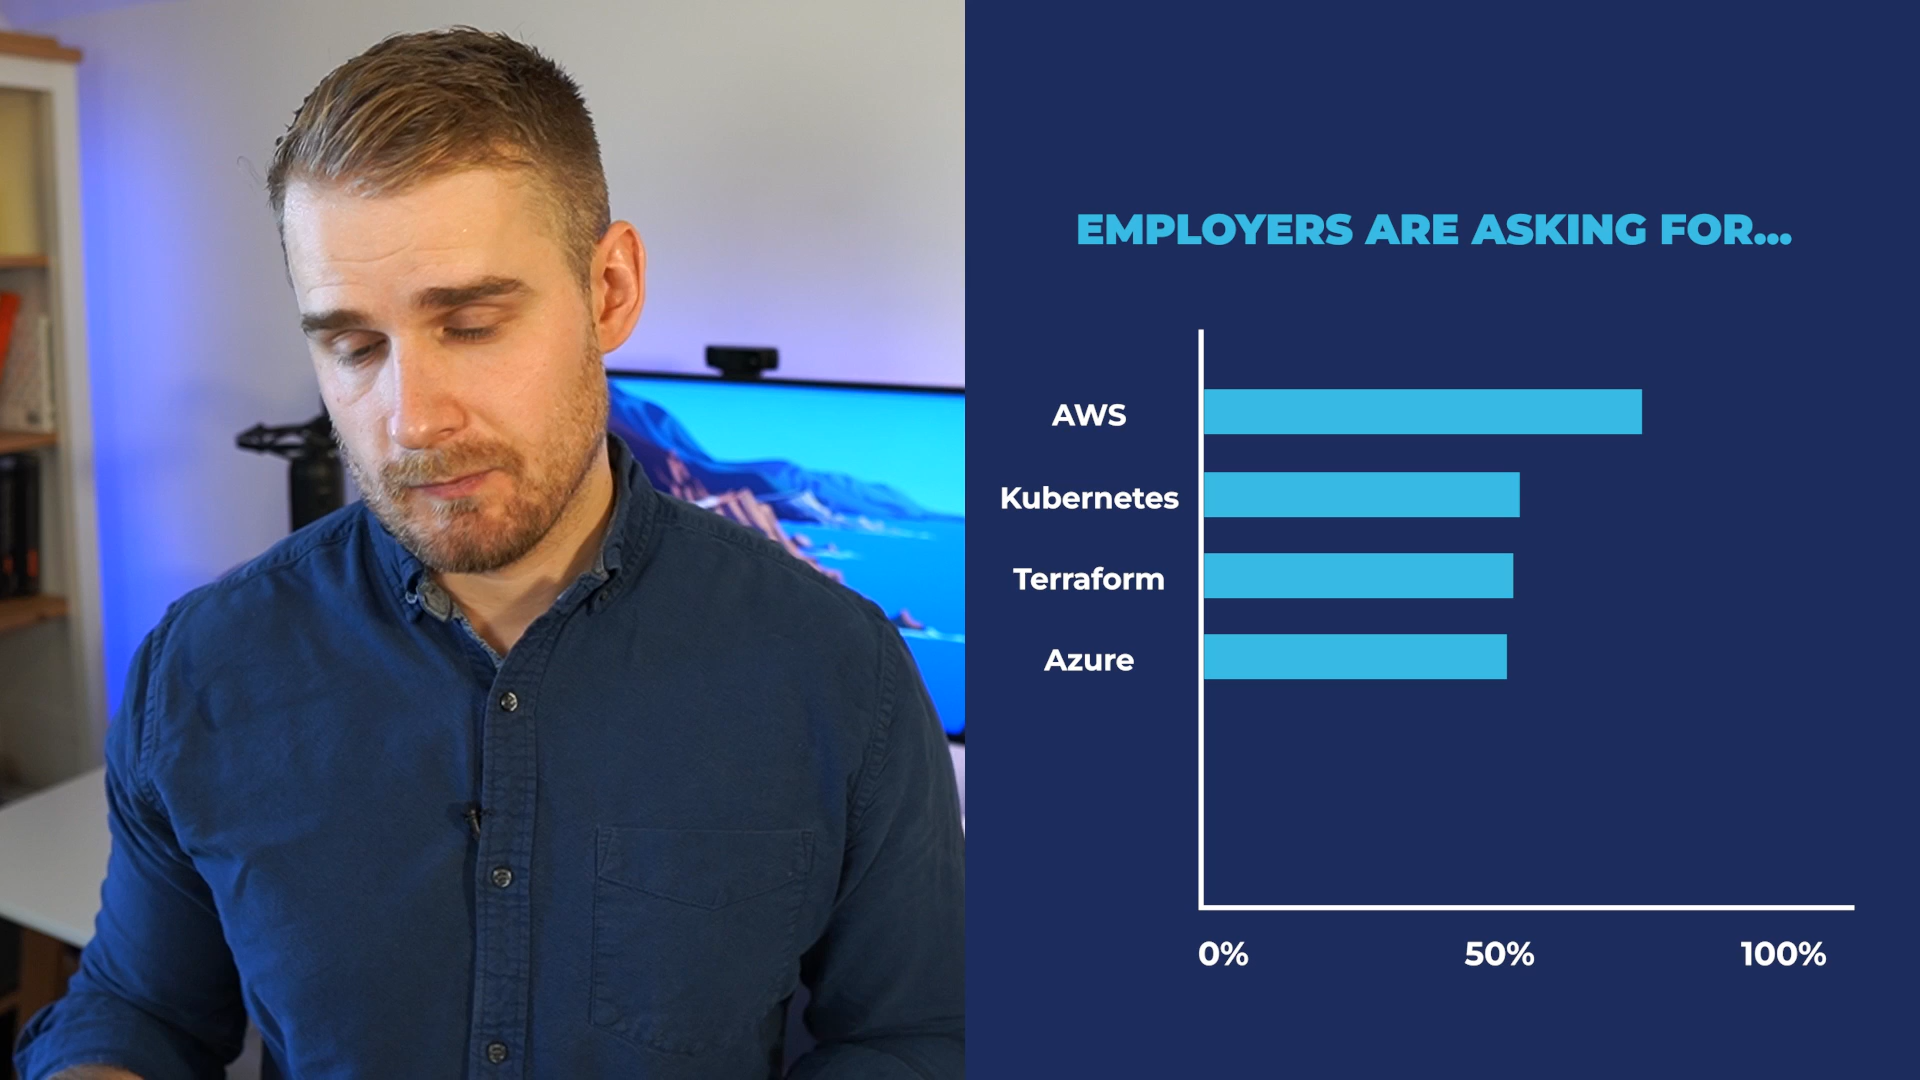 EMPLOYERS ARE ASKING FOR...
AWS
Kubernetes
Terraform
Azure
0% 50% 100%